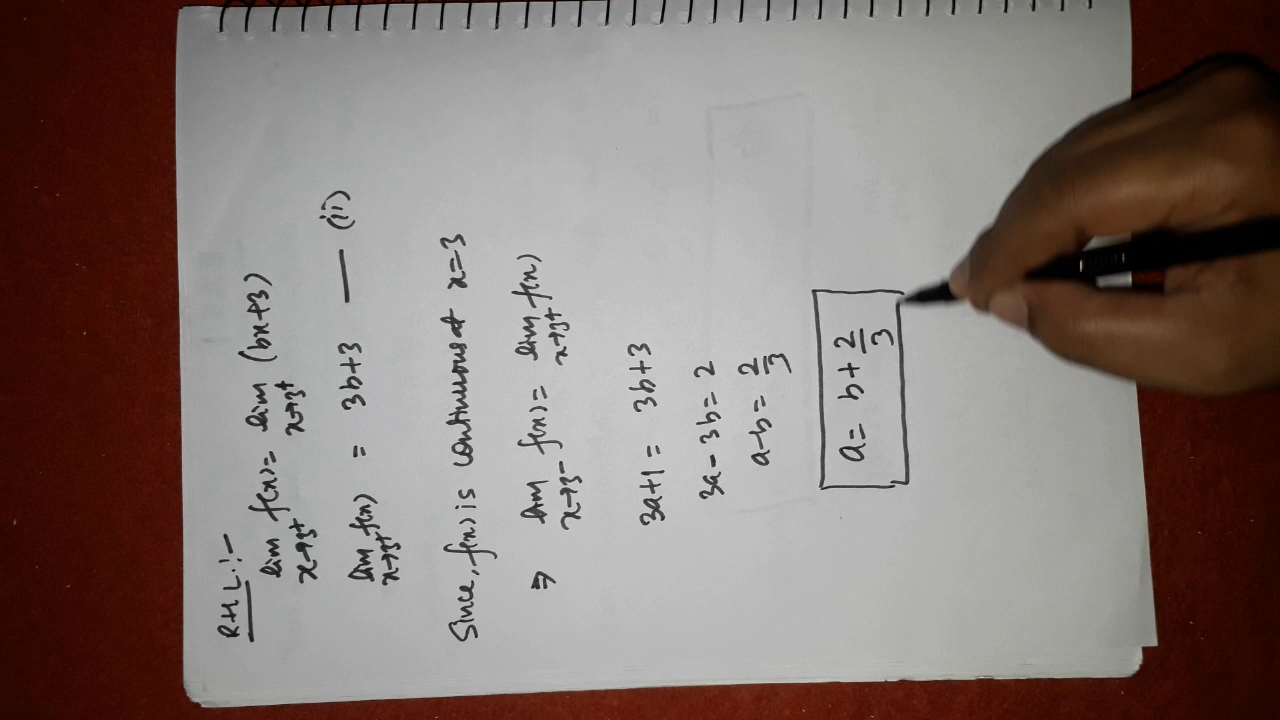 RHL:-
lim x→3+ f(x) = lim x→3+ (bx+3)
lim x→3+ f(x) = 3b+3 — (ii)
Since, f(x) is continuous at x=3
⇒ lim x→3- f(x) = lim x→3+ f(x)
3a+1 = 3b+3
3a-3b=2
a-b= 2/3
a= b+ 2/3